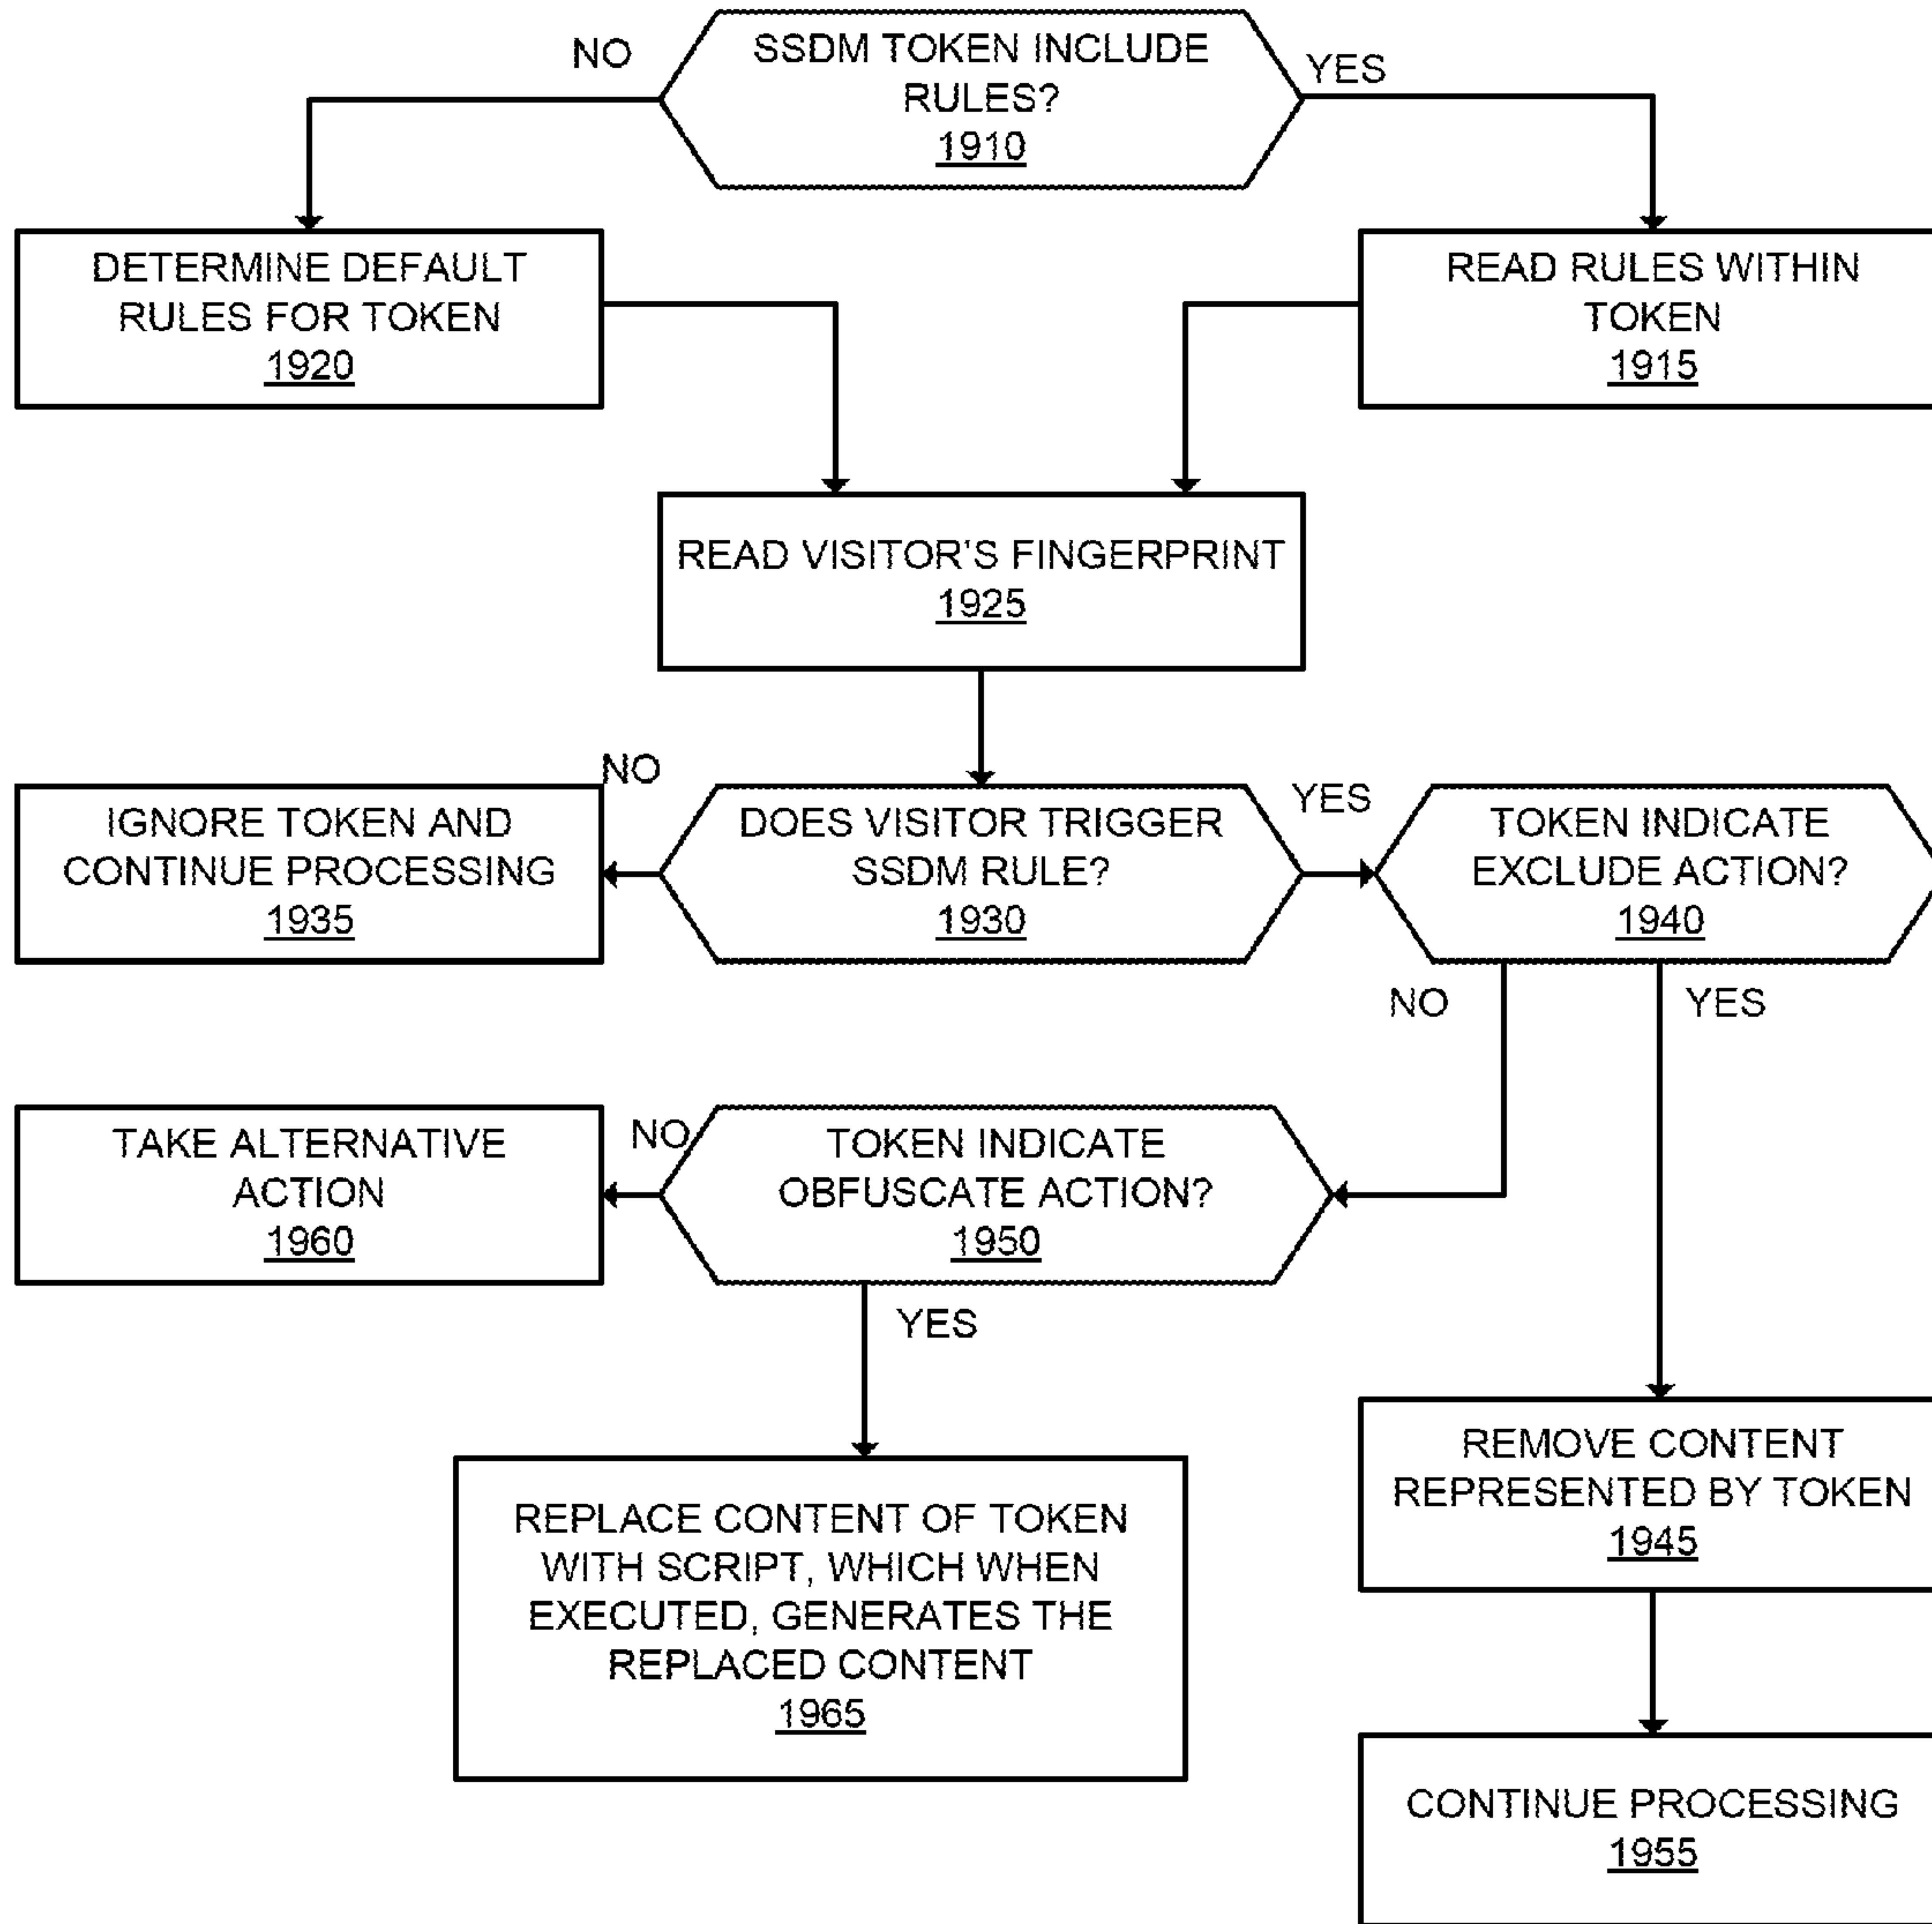 NO
SSDM TOKEN INCLUDE
RULES?
1910
YES
DETERMINE DEFAULT
RULES FOR TOKEN
1920
READ RULES WITHIN
TOKEN
1915
READ VISITOR'S FINGERPRINT
1925
IGNORE TOKEN AND
CONTINUE PROCESSING
1935
NO
DOES VISITOR TRIGGER
SSDM RULE?
1930
YES
TOKEN INDICATE
EXCLUDE ACTION?
1940
NO
YES
TAKE ALTERNATIVE
ACTION
1960
NO
TOKEN INDICATE
OBFUSCATE ACTION?
1950
YES
REPLACE CONTENT OF TOKEN
WITH SCRIPT, WHICH WHEN
EXECUTED, GENERATES THE
REPLACED CONTENT
1965
REMOVE CONTENT
REPRESENTED BY TOKEN
1945
CONTINUE PROCESSING
1955